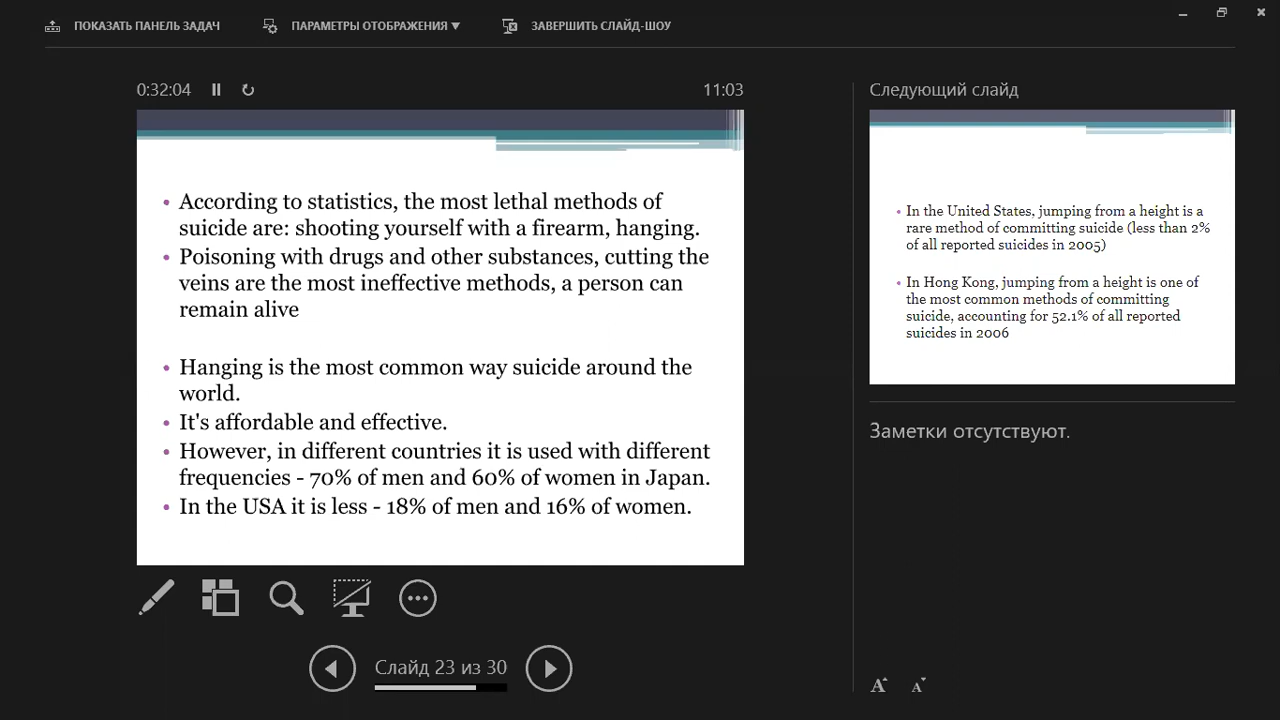 ПОКАЗАТЬ ПАНЕЛЬ ЗАДАЧ
ПАРАМЕТРЫ ОТОБРАЖЕНИЯ
ЗАВЕРШИТЬ СЛАЙД-ШОУ
0:32:04
11:03
According to statistics, the most lethal methods of
suicide are: shooting yourself with a firearm, hanging.
Poisoning with drugs and other substances, cutting the
veins are the most ineffective methods, a person can
remain alive
Hanging is the most common way suicide around the
world.
It's affordable and effective.
However, in different countries it is used with different
frequencies - 70% of men and 60% of women in Japan.
In the USA it is less - 18% of men and 16% of women.
Слайд 23 из 30
Следующий слайд
In the United States, jumping from a height is a
rare method of committing suicide (less than 2%
of all reported suicides in 2005)
In Hong Kong, jumping from a height is one of
the most common methods of committing
suicide, accounting for 52.1% of all reported
suicides in 2006
Заметки отсутствуют.
A A